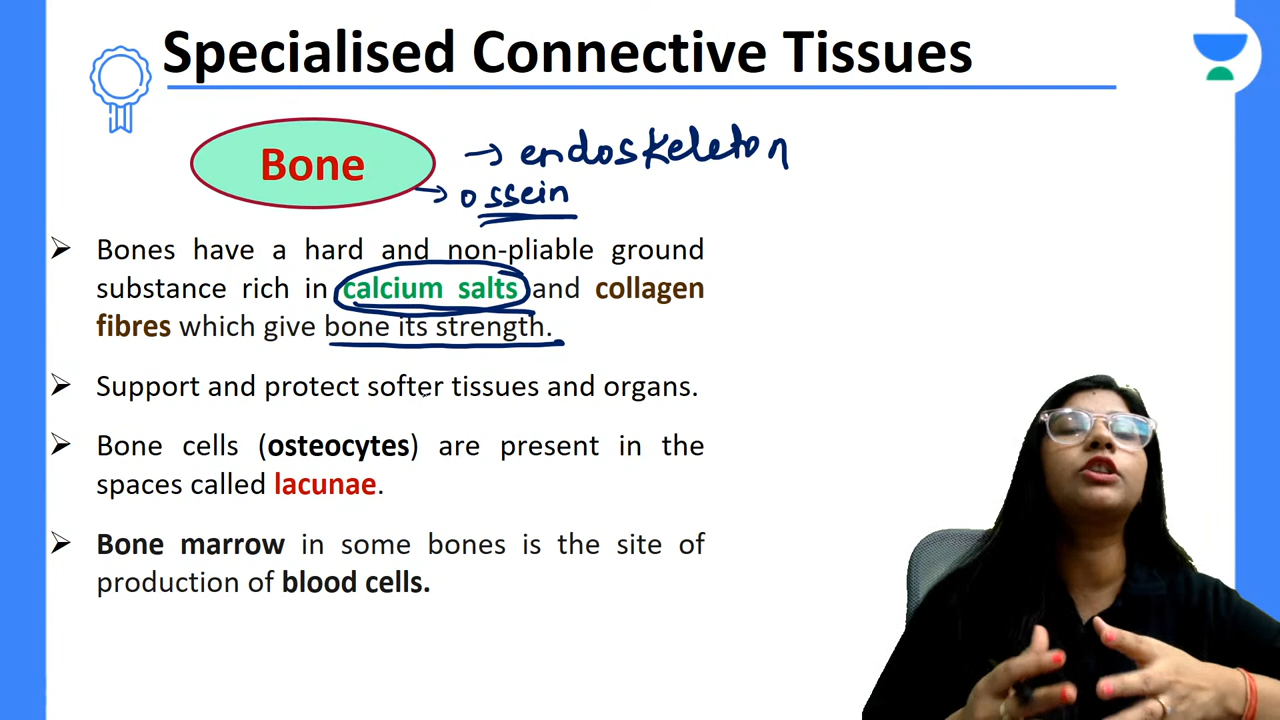 Specialised Connective Tissues
Bone
→ endoskeleton
→ ossein
➢ Bones have a hard and non-pliable ground
substance rich in calcium salts and collagen
fibres which give bone its strength.
➢ Support and protect softer tissues and organs.
➢ Bone cells (osteocytes) are present in the
spaces called lacunae.
➢ Bone marrow in some bones is the site of
production of blood cells.